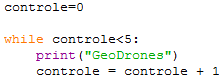 controle=0
while controle<5:
    print("GeoDrones")
    controle = controle + 1